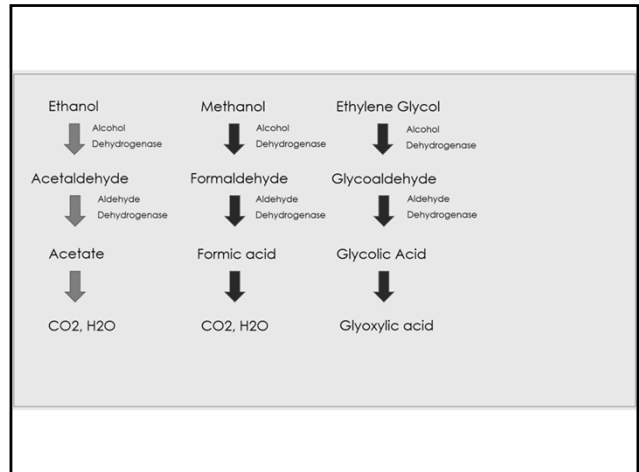 Ethanol
Methanol
Ethylene Glycol
Alcohol
Dehydrogenase
Alcohol
Dehydrogenase
Alcohol
Dehydrogenase
Acetaldehyde
Formaldehyde
Glycoaldehyde
Aldehyde
Dehydrogenase
Aldehyde
Dehydrogenase
Aldehyde
Dehydrogenase
Acetate
Formic acid
Glycolic Acid
CO2, H2O
CO2, H2O
Glyoxylic acid